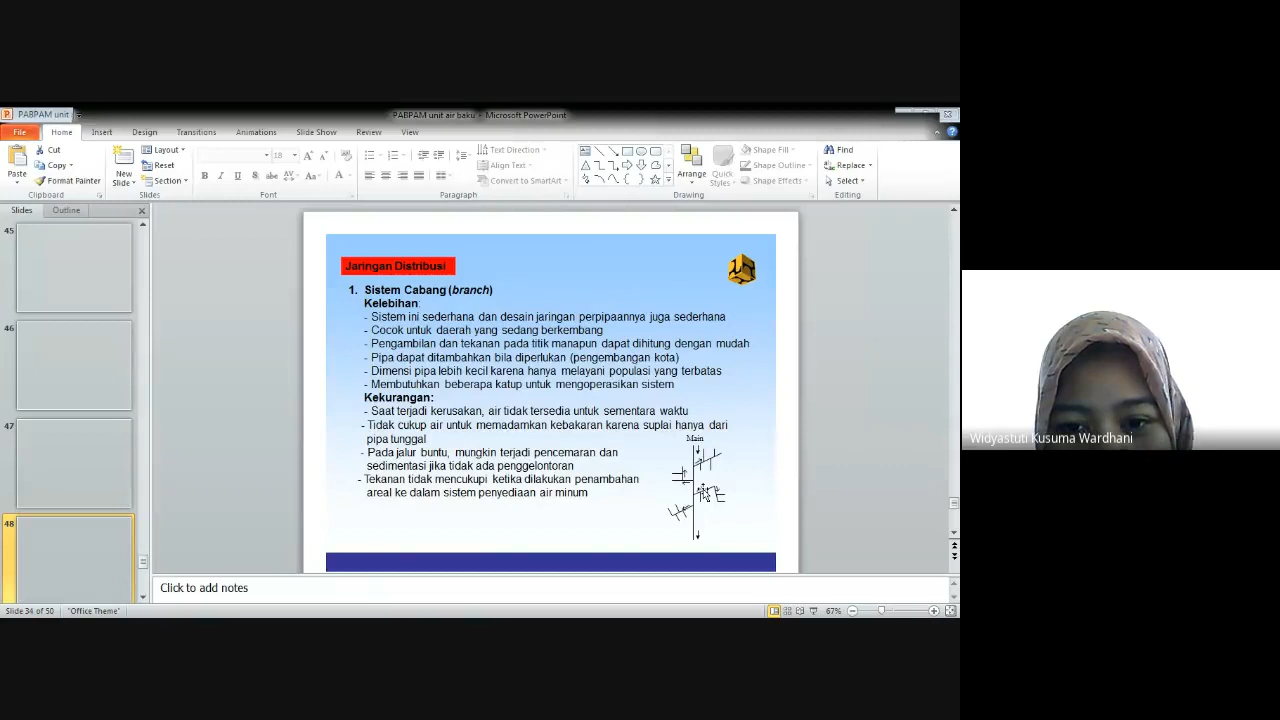 PABPAM unit
PABPAM unit air baku - Microsoft PowerPoint
File Home Insert Design Transitions Animations Slide Show Review View
Paste
Cut
Copy
Format Painter
Clipboard
New Slide
Layout
Reset
Section
Slides
18
Font
Text Direction
Align Text
Convert to SmartArt
Paragraph
Arrange
Quick Styles
Shape Fill
Shape Outline
Shape Effects
Drawing
Find
Replace
Select
Editing
Slides Outline
45
46
47
48
Jaringan Distribusi
1. Sistem Cabang (branch)
Kelebihan:
- Sistem ini sederhana dan desain jaringan perpipaannya juga sederhana
- Cocok untuk daerah yang sedang berkembang
- Pengambilan dan tekanan pada titik manapun dapat dihitung dengan mudah
- Pipa dapat ditambahkan bila diperlukan (pengembangan kota)
- Dimensi pipa lebih kecil karena hanya melayani populasi yang terbatas
- Membutuhkan beberapa katup untuk mengoperasikan sistem
Kekurangan:
- Saat terjadi kerusakan, air tidak tersedia untuk sementara waktu
- Tidak cukup air untuk memadamkan kebakaran karena suplai hanya dari
pipa tunggal
- Pada jalur buntu, mungkin terjadi pencemaran dan
sedimentasi jika tidak ada penggelontoran
- Tekanan tidak mencukupi ketika dilakukan penambahan
areal ke dalam sistem penyediaan air minum
Main
Click to add notes
Slide 34 of 50 "Office Theme" 67%
Widyastuti Kusuma Wardhani